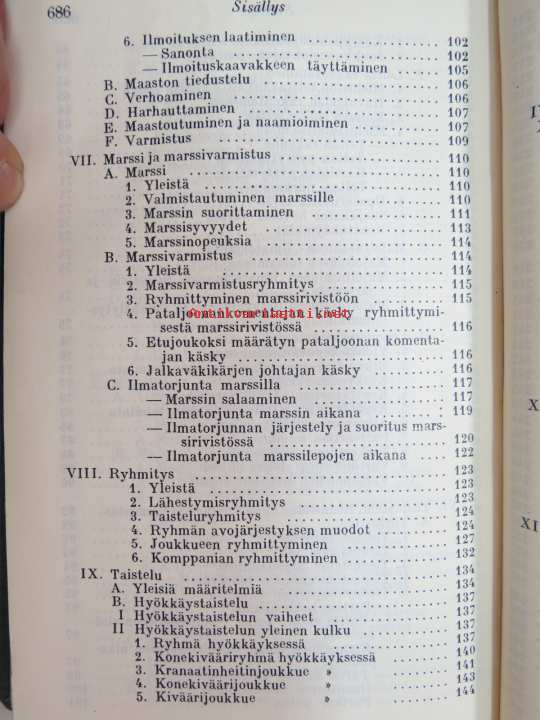 686 Sisällys
6. Ilmoituksen laatiminen . . . . . . . . . . . . . . . . 102
— Sanonta . . . . . . . . . . . . . . . . 102
— Ilmoituskaavakkeen täyttäminen . . . . . . . 105
B. Maaston tiedustelu . . . . . . . . . . . . . . . . 106
C. Verhoaminen . . . . . . . . . . . . . . . . 106
D. Harhauttaminen . . . . . . . . . . . . . . . . 107
E. Maastoutuminen ja naamioiminen . . . . . . . . . 107
F. Varmistus . . . . . . . . . . . . . . . . 109
VII. Marssi ja marssivarmistus . . . . . . . . . . . . . . . . 110
A. Marssi . . . . . . . . . . . . . . . . 110
1. Yleistä . . . . . . . . . . . . . . . . 110
2. Valmistautuminen marssille . . . . . . . . . . 110
3. Marssin suorittaminen . . . . . . . . . . . . 111
4. Marssisyvyydet . . . . . . . . . . . . . . . . 113
5. Marssinopeuksia . . . . . . . . . . . . . . . . 114
B. Marssivarmistus . . . . . . . . . . . . . . . . 114
1. Yleistä . . . . . . . . . . . . . . . . 114
2. Marssivarmistusryhmitys . . . . . . . . . . . . 115
3. Ryhmittyminen marssirivistöön . . . . . . . . . 115
4. Pataljoonan komentajan käsky ryhmittymi-
sestä marssirivistössä . . . . . . . . . . . . 116
5. Etujoukoksi määrätyn pataljoonan komenta-
jan käsky . . . . . . . . . . . . . . . . 116
6. Jalkaväkikärjen johtajan käsky . . . . . . . . 116
C. Ilmatorjunta marssilla . . . . . . . . . . . . . . 117
— Marssin salaaminen . . . . . . . . . . . . . . 117
— Ilmatorjunta marssin aikana . . . . . . . . . : 119
— Ilmatorjunnan järjestely ja suoritus mars-
sirivistössä . . . . . . . . . . . . . . . . 120
— Ilmatorjunta marssilepojen aikana . . . . . . . 122
VIII. Ryhmitys . . . . . . . . . . . . . . . . 123
1. Yleistä . . . . . . . . . . . . . . . . 123
2. Lähestymisryhmitys . . . . . . . . . . . . . . 123
3. Taisteluryhmitys . . . . . . . . . . . . . . . . 124
4. Ryhmän avojärjestyksen muodot . . . . . . . . 124
5. Joukkueen ryhmittyminen . . . . . . . . . . . . 127
6. Komppanian ryhmittyminen . . . . . . . . . . . 132
IX. Taistelu . . . . . . . . . . . . . . . . 134
A. Yleisiä määritelmiä . . . . . . . . . . . . . . 134
B. Hyökkäystaistelu . . . . . . . . . . . . . . . . 137
I Hyökkäystaistelun vaiheet . . . . . . . . . . . 137
II Hyökkäystaistelun yleinen kulku . . . . . . . . 137
1. Ryhmä hyökkäyksessä . . . . . . . . . . . . 137
2. Konekivääriryhmä hyökkäyksessä . . . . . . . . 140
3. Kranaatinheitinjoukkue » . . . . . . . . 141
4. Konekiväärijoukkue » . . . . . . . . 143
5. Kiväärijoukkue » . . . . . . . . 144